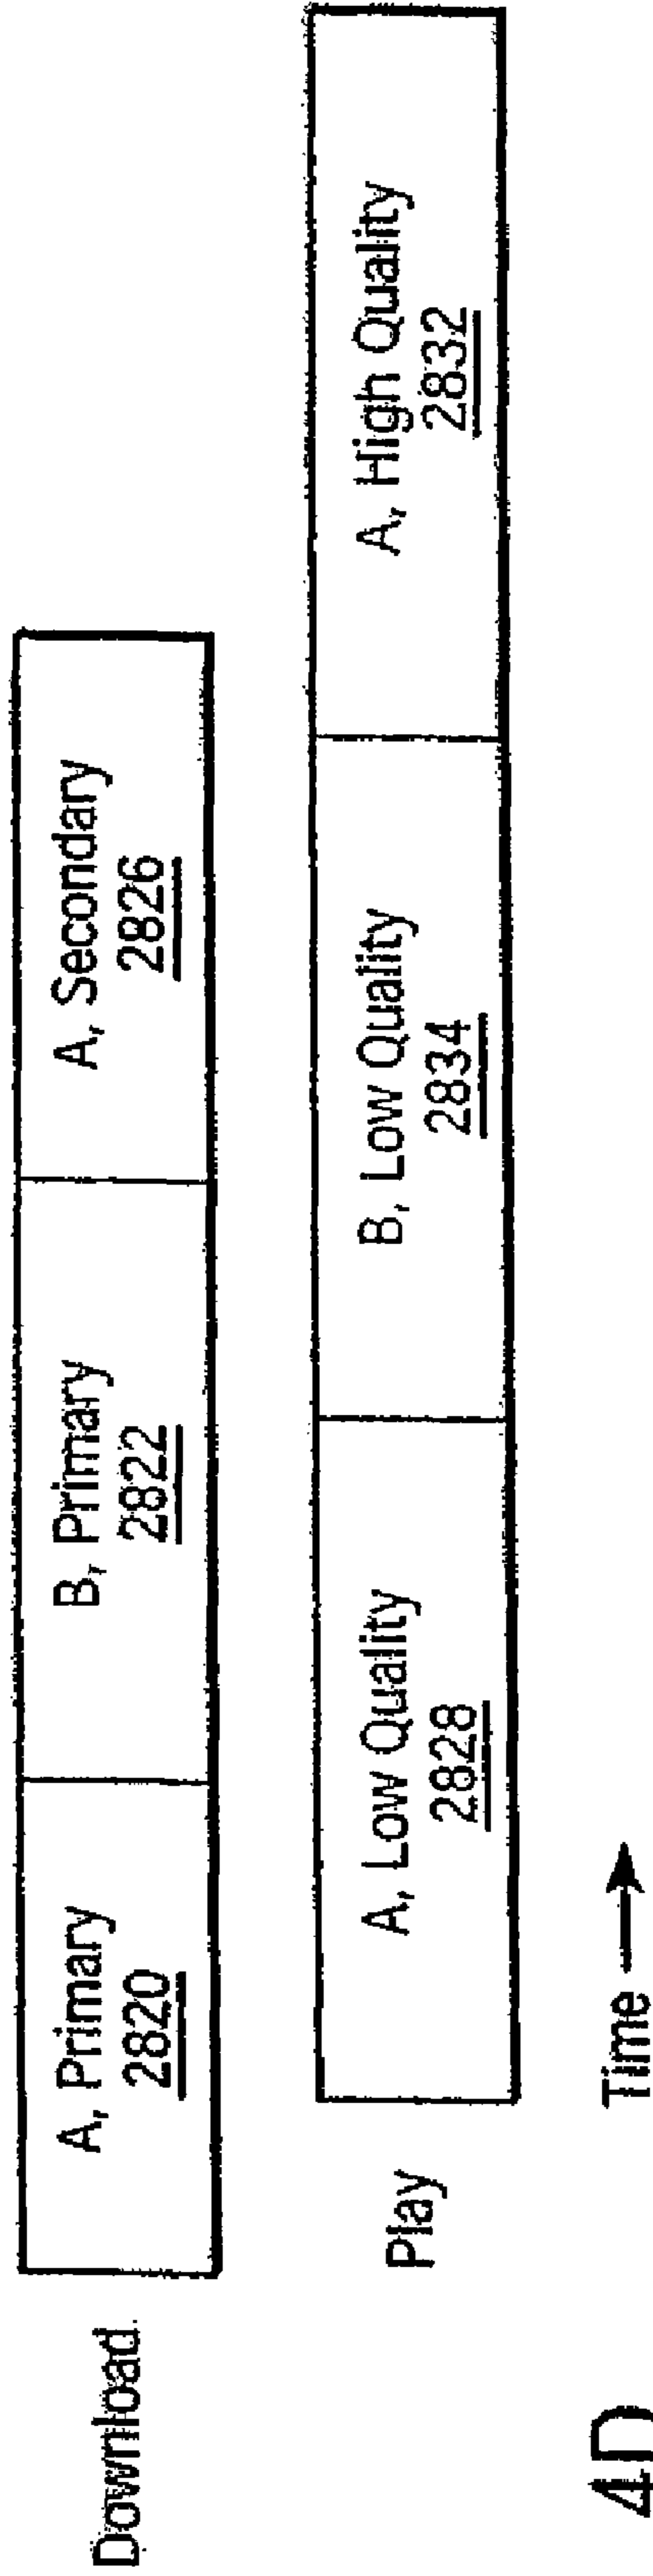 Download
A, Primary
2820
B, Primary
2822
A, Secondary
2826
Play
A, Low Quality
2828
B, Low Quality
2834
A, High Quality
2832
Time
4D